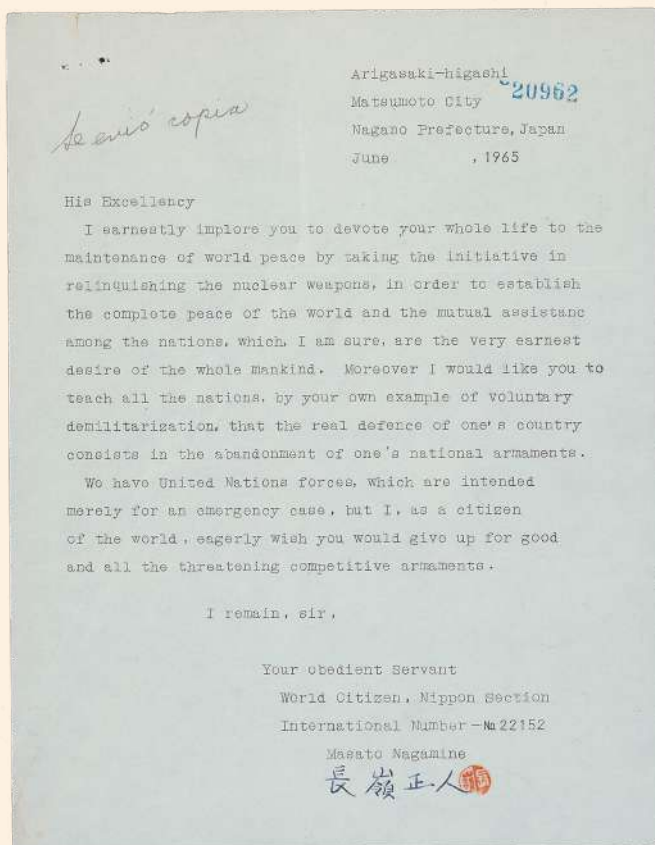 Arigasaki-higashi
20962
Matsumoto City
Nagano Prefecture, Japan
June , 1965
Se envió copia
His Excellency
I earnestly implore you to devote your whole life to the
maintenance of world peace by taking the initiative in
relinquishing the nuclear weapons, in order to establish
the complete peace of the world and the mutual assistanc
among the nations, which, I am sure, are the very earnest
desire of the whole mankind. Moreover I would like you to
teach all the nations, by your own example of voluntary
demilitarization, that the real defence of one's country
consists in the abandonment of one's national armaments.
We have United Nations forces, which are intended
merely for an emergency case, but I, as a citizen
of the world, eagerly wish you would give up for good
and all the threatening competitive armaments.
I remain, sir,
Your obedient Servant
World Citizen, Nippon Section
International Number-№22152
Masato Nagamine
長嶺正人